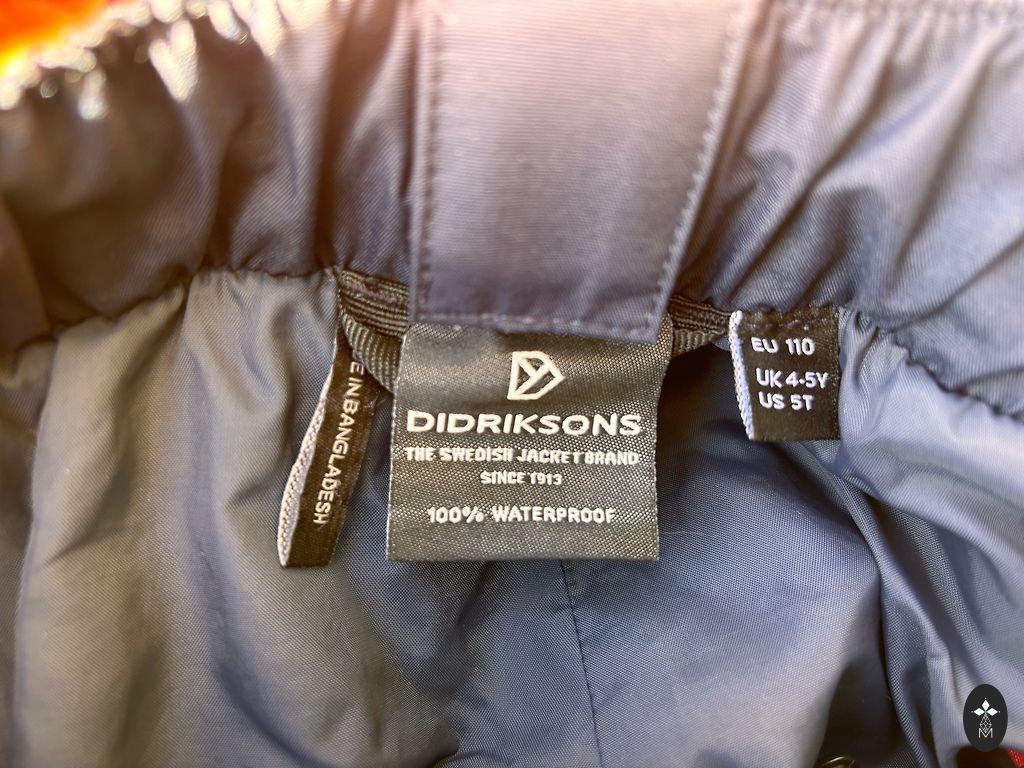 E IN BANGLADESH
DIDRIKSONS
THE SWEDISH JACKET BRAND
SINCE 1913
100% WATERPROOF
EU 110
UK 4-5Y
US 5T